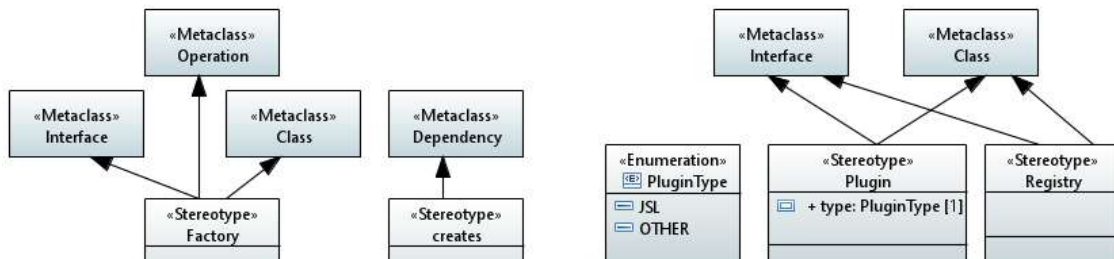 «Metaclass»
Operation
«Metaclass»
Interface
«Metaclass»
Class
«Metaclass»
Dependency
«Stereotype»
Factory
«Stereotype»
creates
«Metaclass»
Interface
«Metaclass»
Class
«Enumeration»
<E> PluginType
JSL
OTHER
«Stereotype»
Plugin
+ type: PluginType [1]
«Stereotype»
Registry